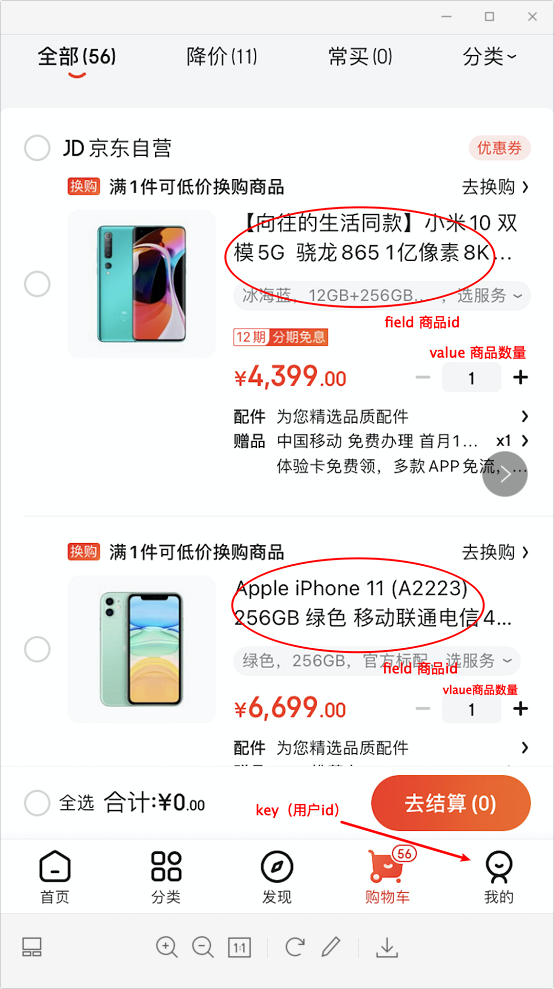 全部(56) 降价(11) 常买(0) 分类
JD 京东自营 优惠券
换购 满1件可低价换购商品 去换购
【向往的生活同款】小米10 双
模5G 骁龙865 1亿像素8K...
冰海蓝，12GB+256GB..... ，选服务
field 商品id
12期 分期免息
value 商品数量
¥4,399.00 1
配件 为您精选品质配件
赠品 中国移动 免费办理 首月1... x1
体验卡免费领，多款APP免流，...
换购 满1件可低价换购商品 去换购
Apple iPhone 11 (A2223)
256GB 绿色 移动联通电信4...
绿色，256GB，官方标配，选服务
field 商品id
vlaue商品数量
¥6,699.00 1
配件 为您精选品质配件
全选 合计:¥0.00 去结算 (0)
key（用户id）
56
首页 分类 发现 购物车 我的
1:1